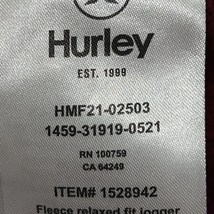 Hurley
EST. 1999
HMF21-02503
1459-31919-0521
RN 100759
CA 64249
ITEM# 1528942
Fleece relaxed fit jogger